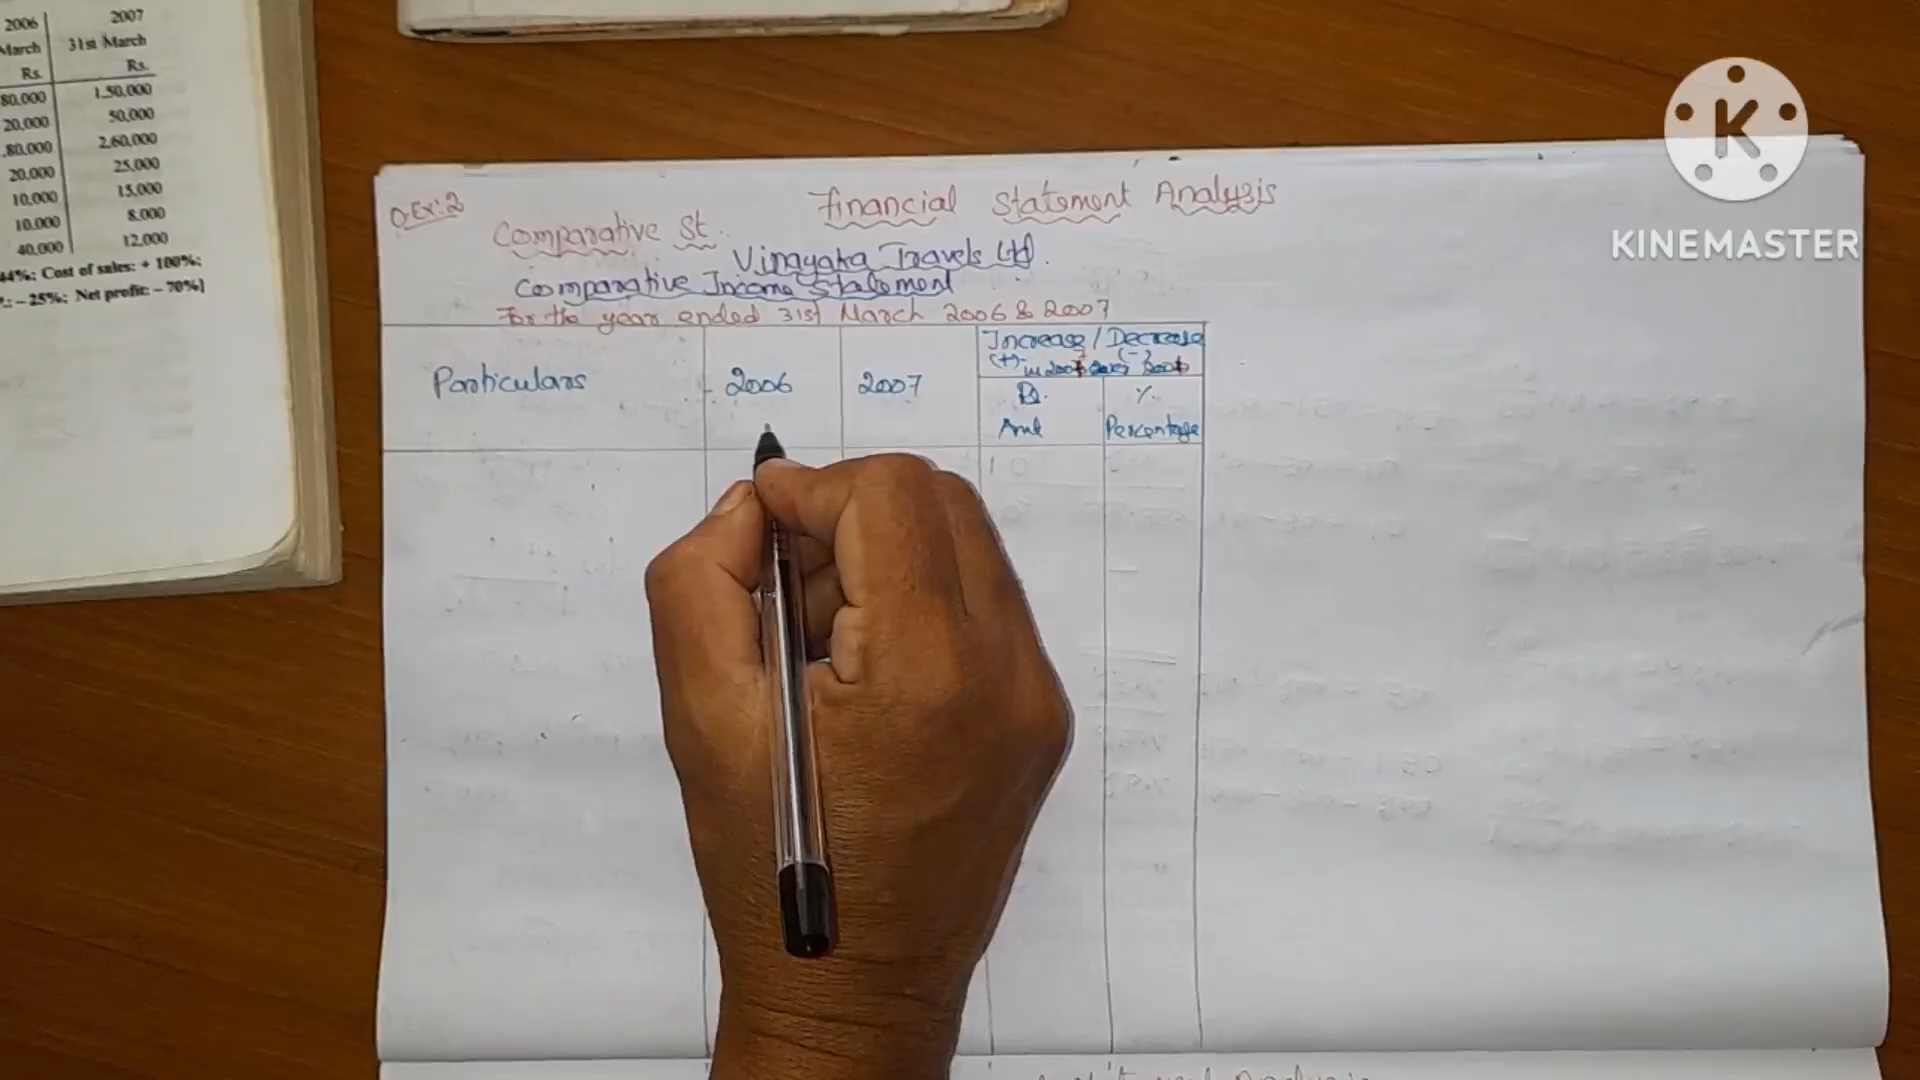 2006 2007
March 31st March
Rs. Rs.
80,000 1,50,000
20,000 50,000
,80,000 2,60,000
20,000 25,000
10,000 15,000
10,000 8,000
40,000 12,000
44%; Cost of sales: + 100%;
: – 25%; Net profit: – 70%]
K
KINEMASTER
O.Ex:2 Financial Statement Analysis
Comparative St.
Vinayaka Travels Ltd.
Comparative Income Statement
For the year ended 31st March 2006 & 2007
Particulars 2006 2007 Increase / Decrease
(+) (-)
Rs. %
Amt Percentage